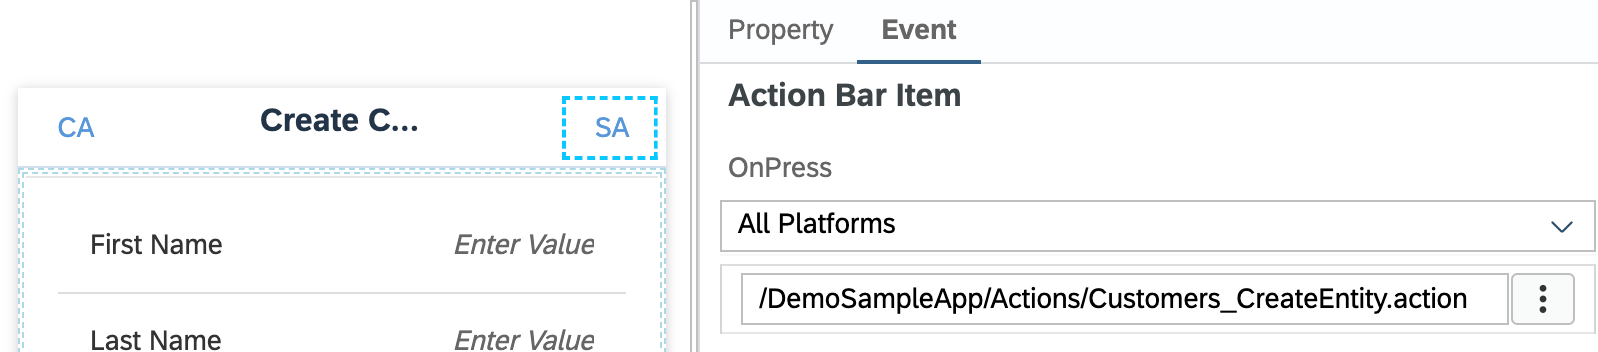 CA
Create C...
SA
First Name
Enter Value
Last Name
Enter Value
Property
Event
Action Bar Item
OnPress
All Platforms
/DemoSampleApp/Actions/Customers_CreateEntity.action